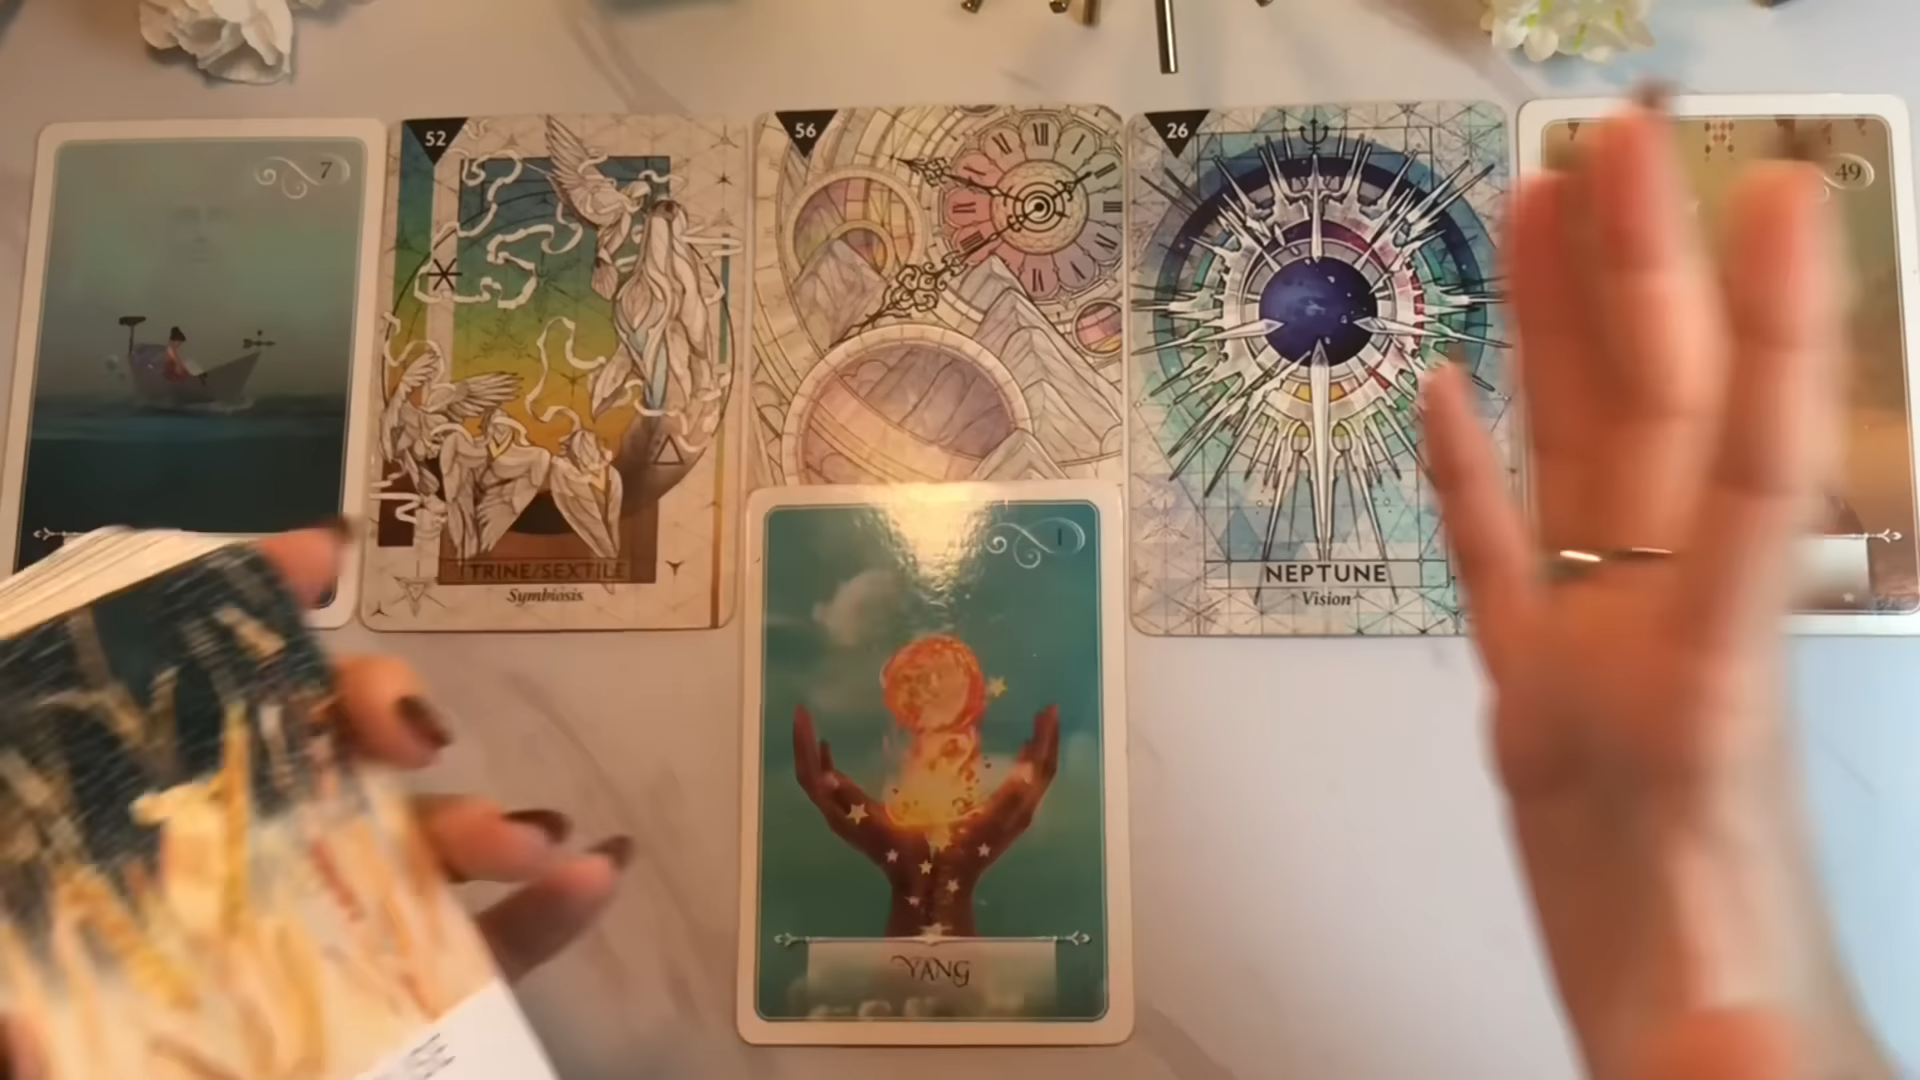 7
52
56
26
49
TRINE/SEXTILE
Symbiosis
NEPTUNE
Vision
1
YANG